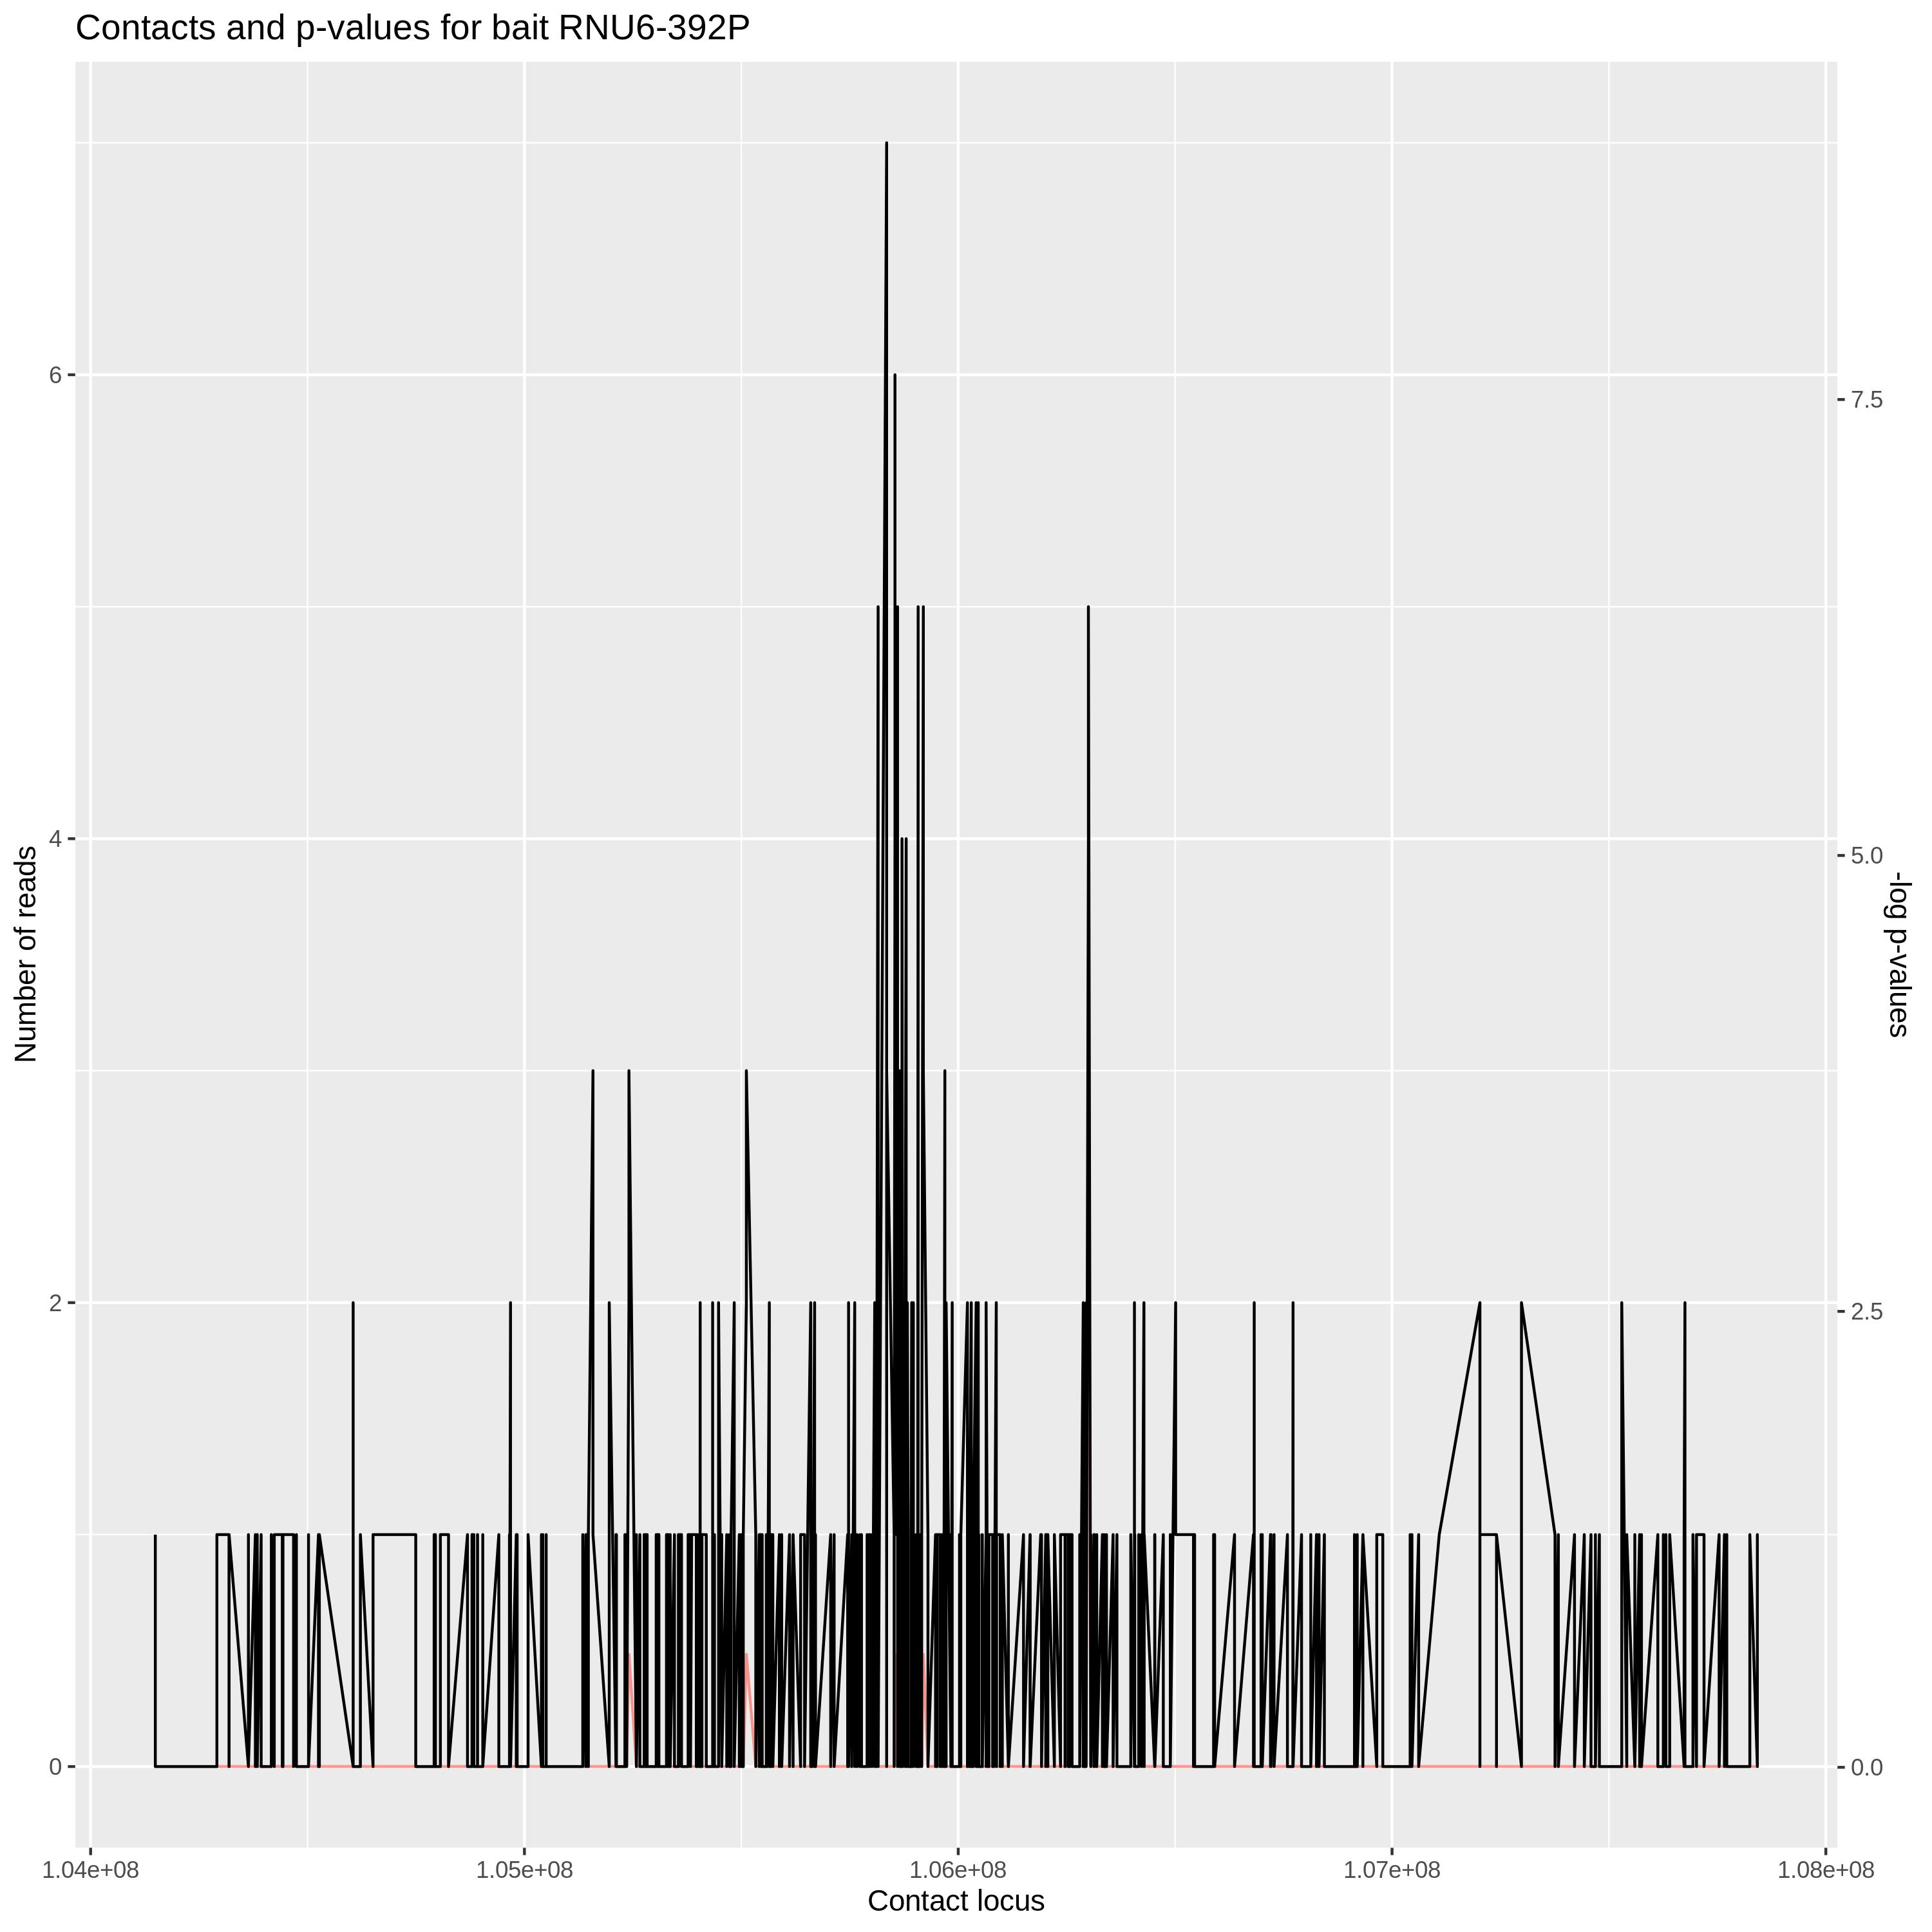 Contacts and p-values for bait RNU6-392P
6
4
2
0
Number of reads
7.5
5.0
2.5
0.0
-log p-values
1.04e+08
1.05e+08
1.06e+08
1.07e+08
1.08e+08
Contact locus